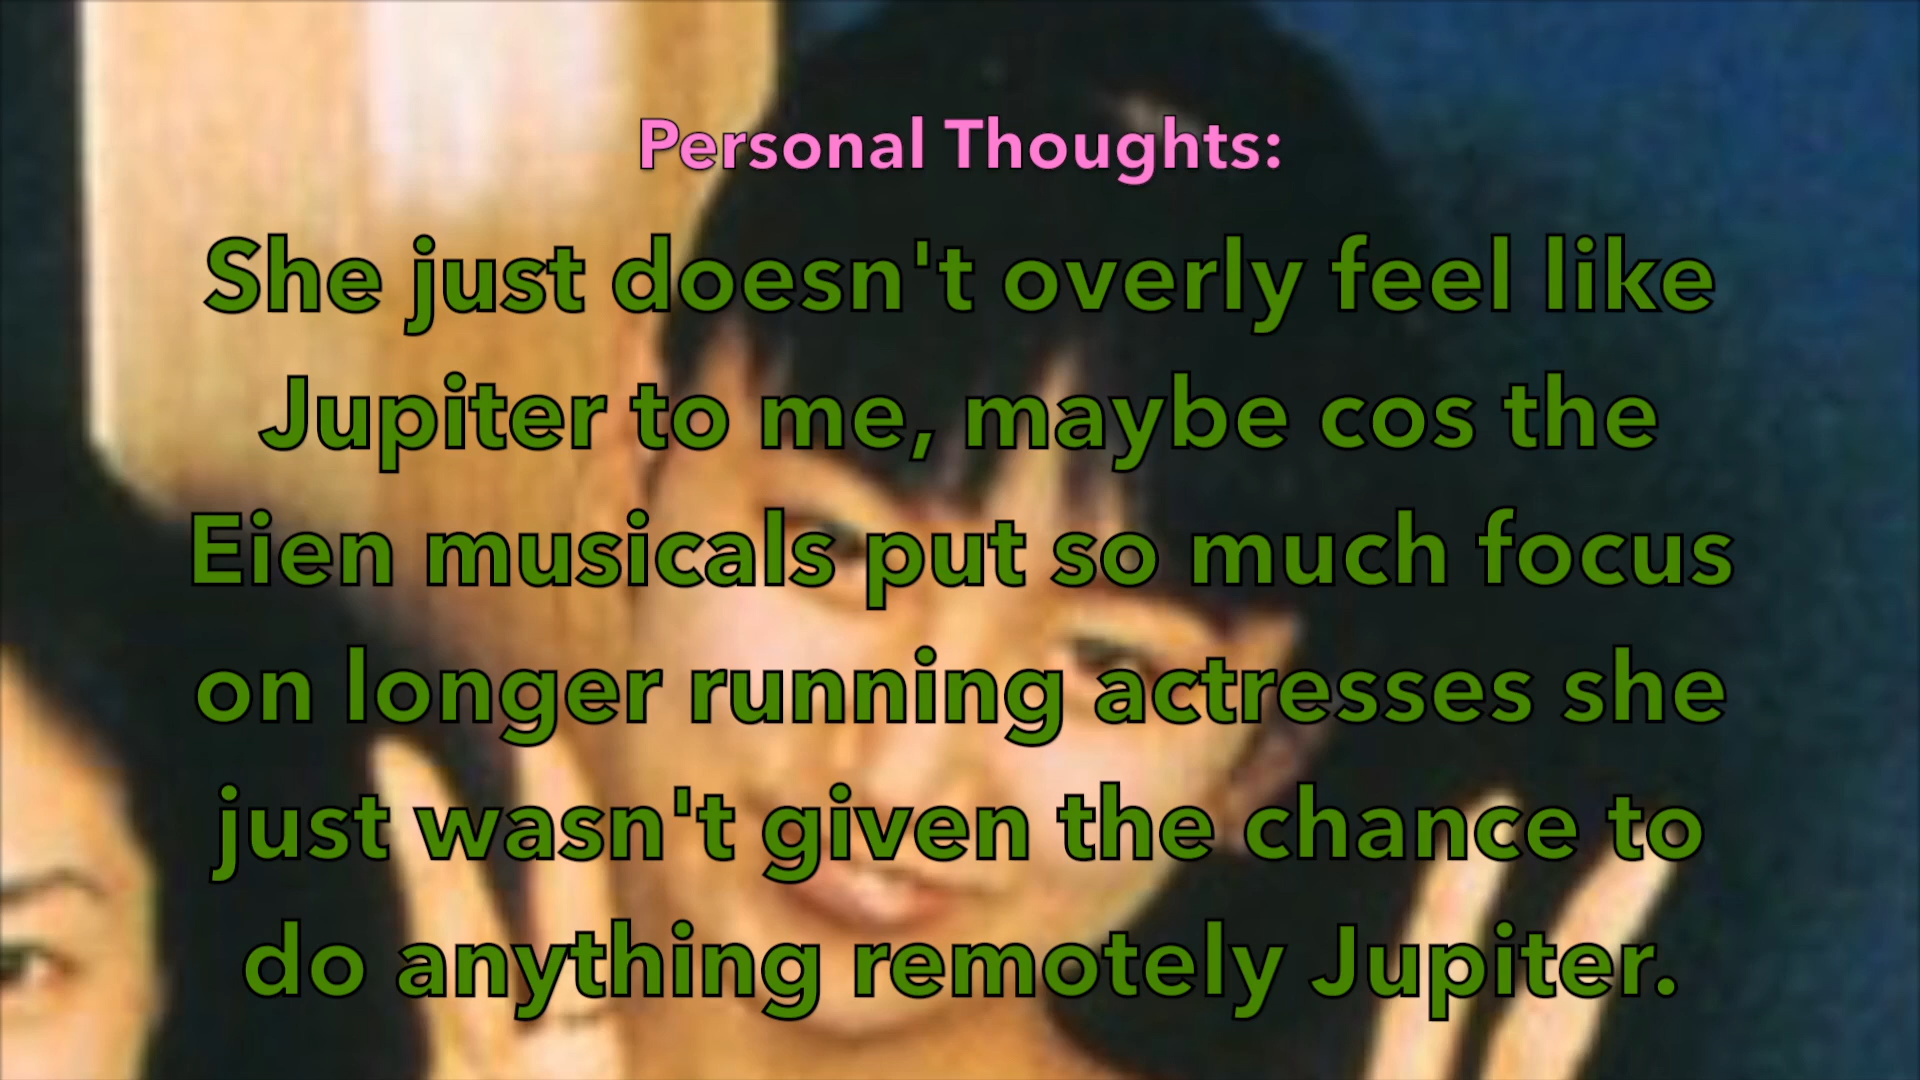 Personal Thoughts:
She just doesn't overly feel like
Jupiter to me, maybe cos the
Eien musicals put so much focus
on longer running actresses she
just wasn't given the chance to
do anything remotely Jupiter.